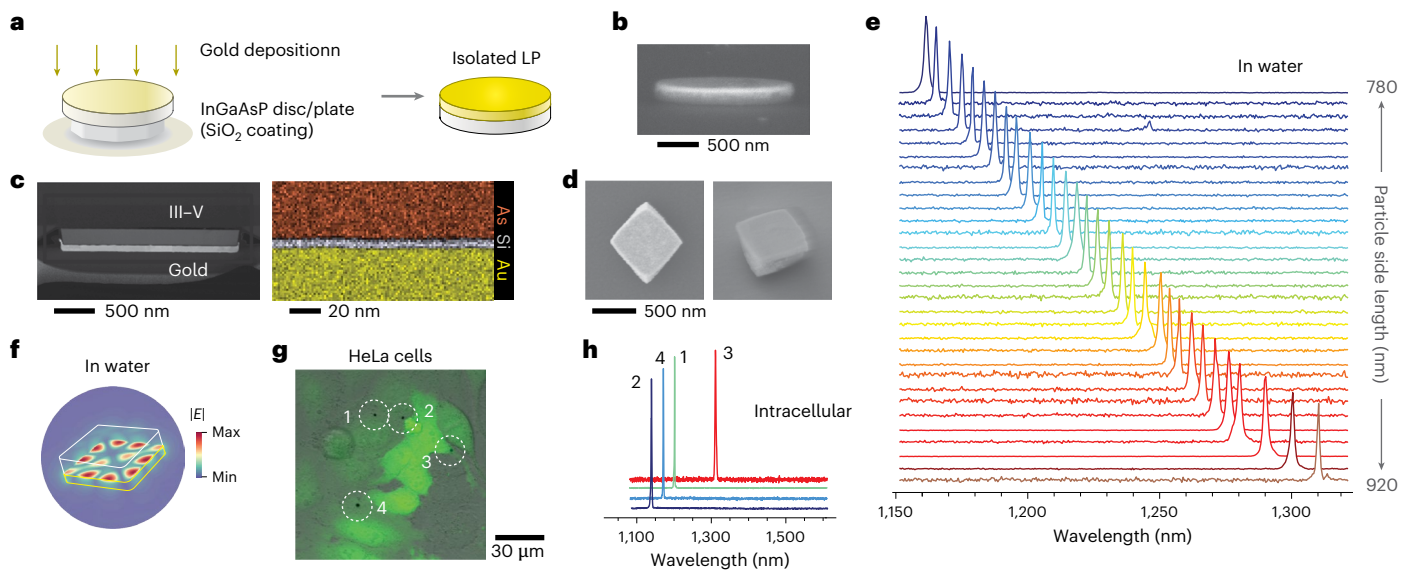 a
Gold depositionn
InGaAsP disc/plate
(SiO2 coating)
Isolated LP
b
500 nm
c
III–V
Gold
500 nm
As Si Au
20 nm
d
500 nm
e
In water
780
Particle side length (nm)
920
1,150 1,200 1,250 1,300
Wavelength (nm)
f
In water
|E|
Max
Min
g
HeLa cells
1
2
3
4
30 µm
h
2
4
1
3
Intracellular
1,100 1,300 1,500
Wavelength (nm)